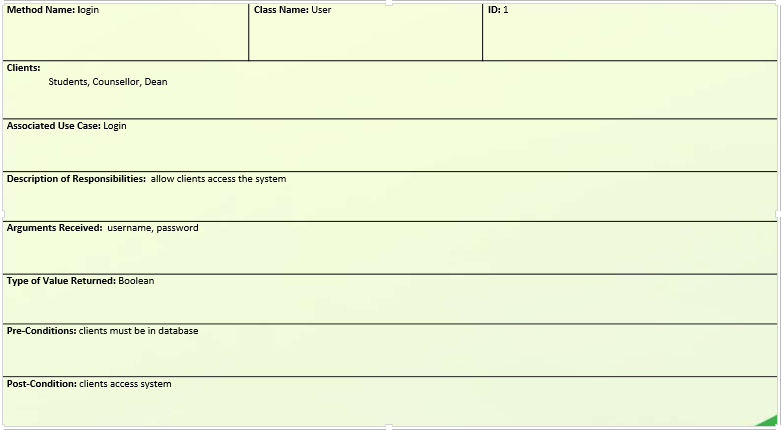 Method Name: login
Class Name: User
ID: 1
Clients:
Students, Counsellor, Dean
Associated Use Case: Login
Description of Responsibilities: allow clients access the system
Arguments Received: username, password
Type of Value Returned: Boolean
Pre-Conditions: clients must be in database
Post-Condition: clients access system